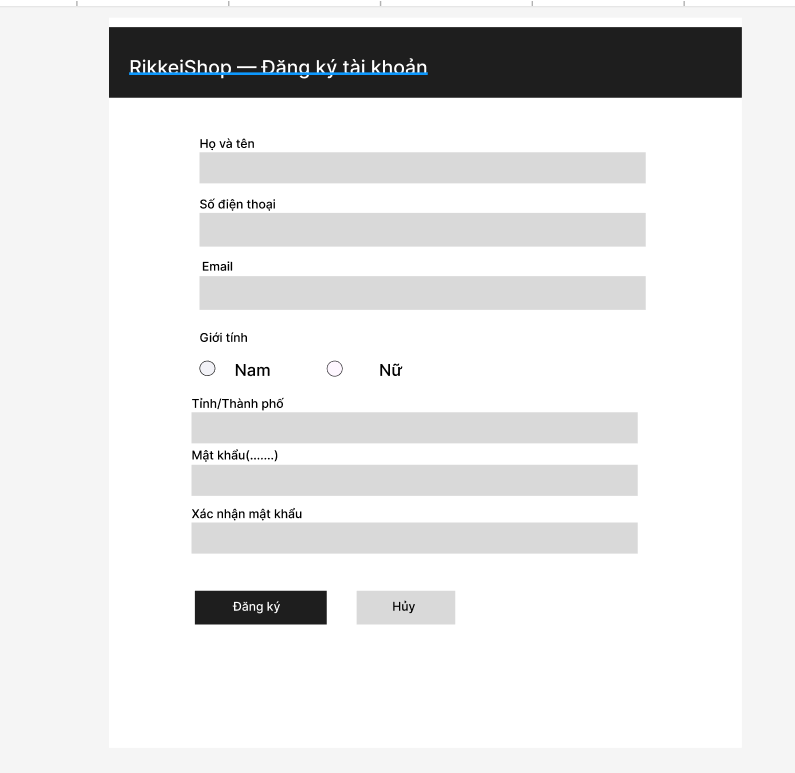 RikkeiShop — Đăng ký tài khoản
Họ và tên
Số điện thoại
Email
Giới tính
Nam Nữ
Tỉnh/Thành phố
Mật khẩu(.......)
Xác nhận mật khẩu
Đăng ký Hủy